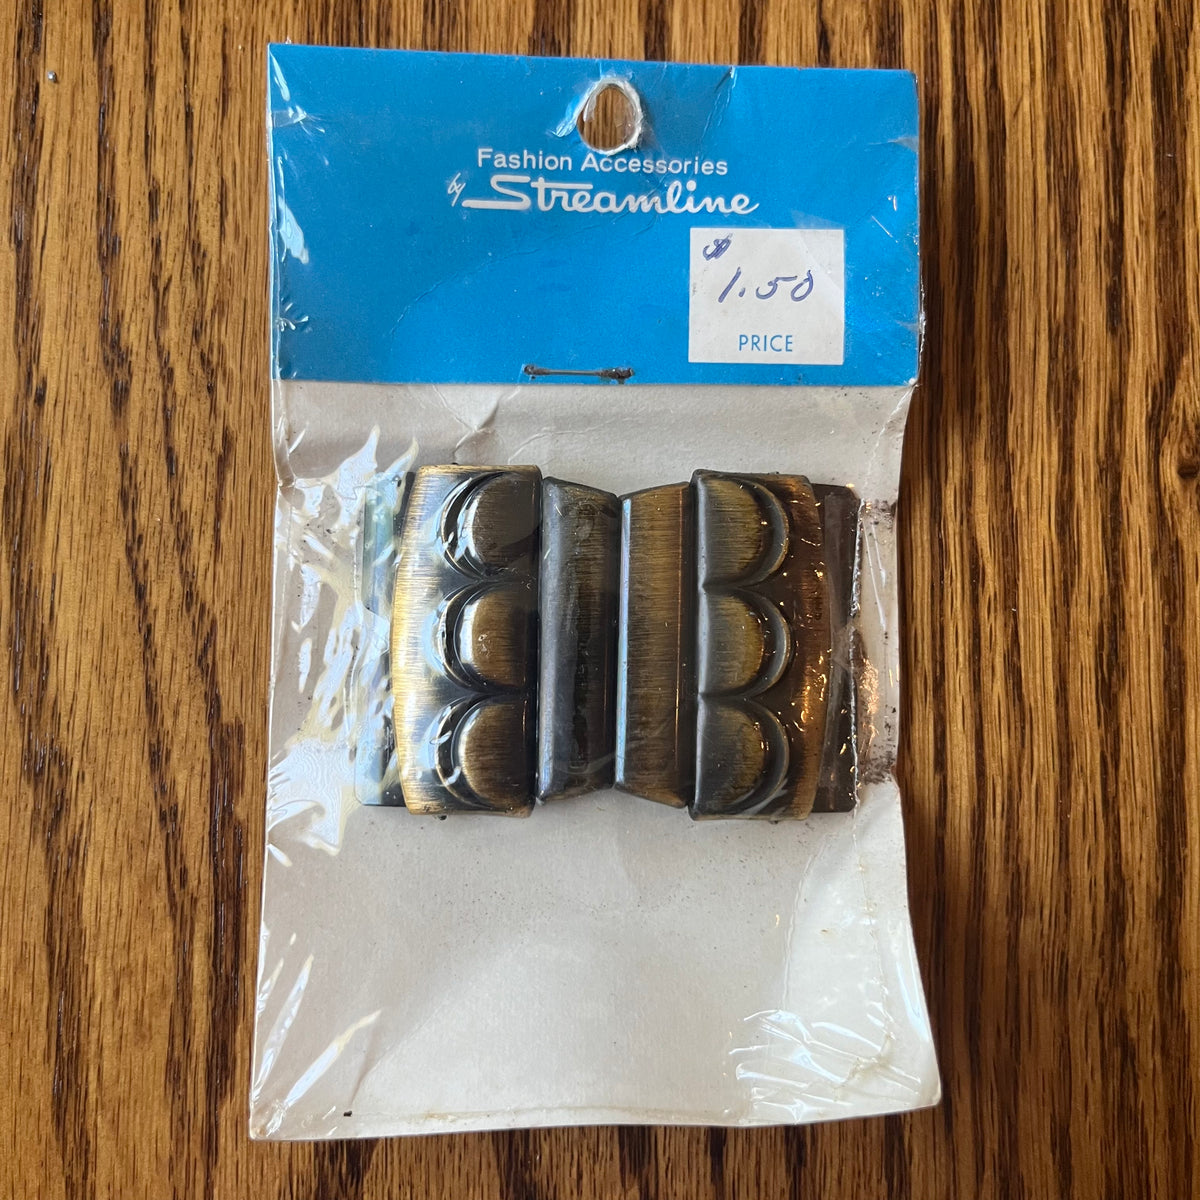 Fashion Accessories
by Streamline
$
1.50
PRICE